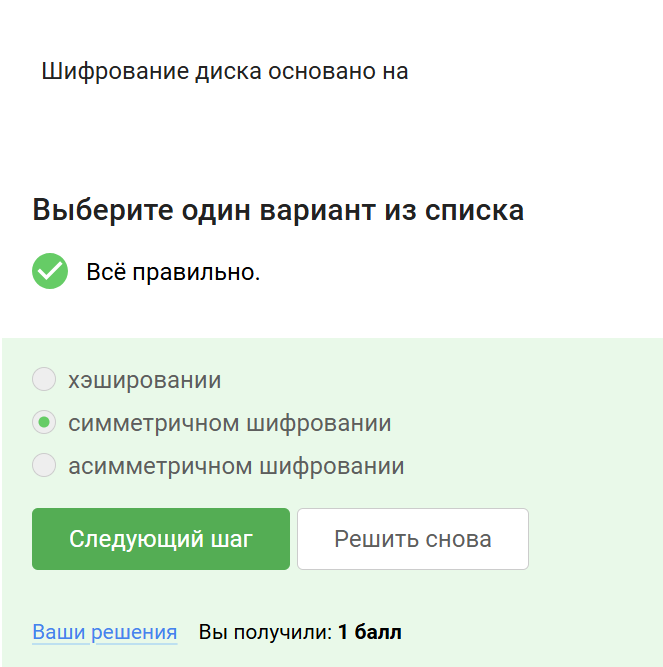 Шифрование диска основано на
Выберите один вариант из списка
Всё правильно.
хэшировании
симметричном шифровании
асимметричном шифровании
Следующий шаг
Решить снова
Ваши решения Вы получили: 1 балл